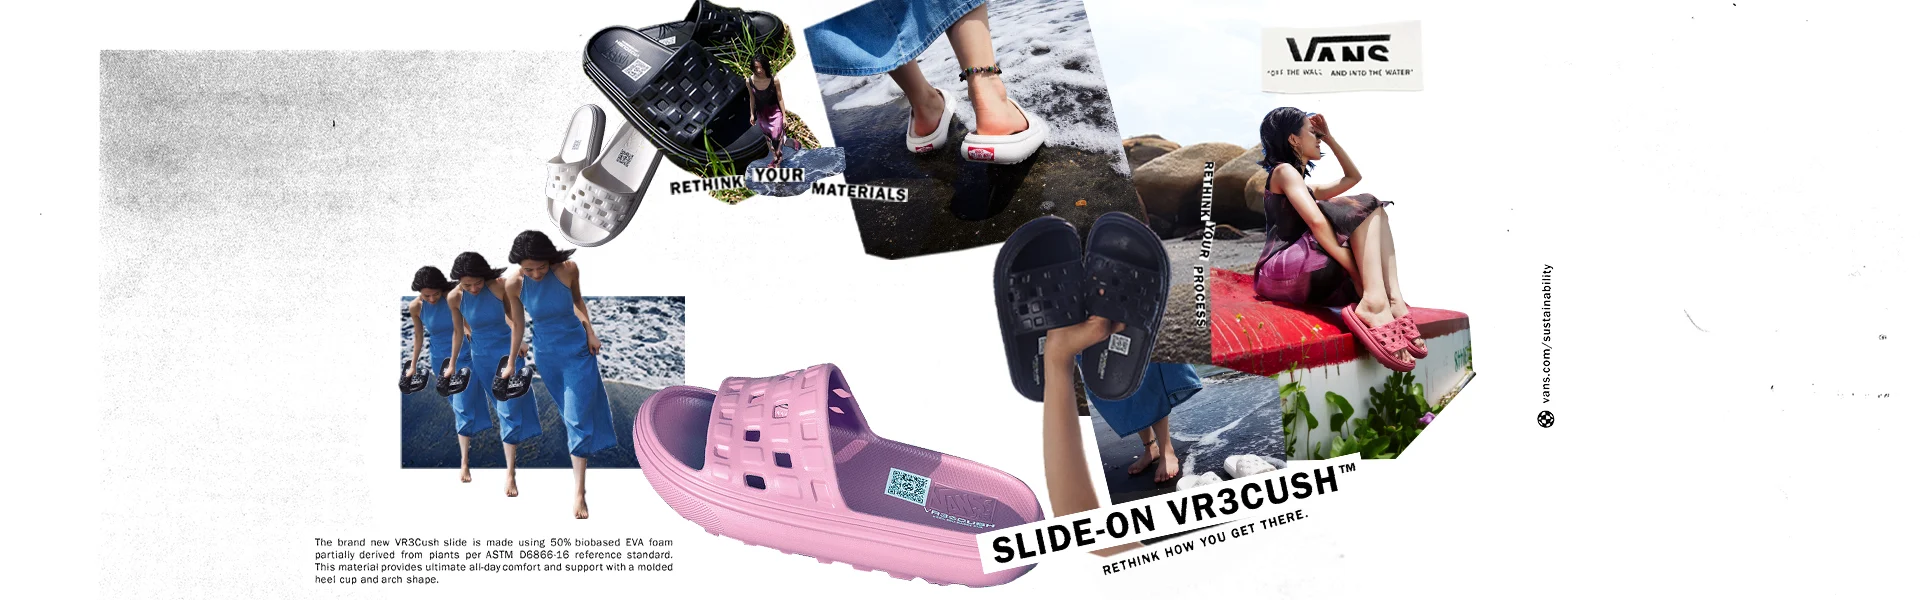 VANS
"OFF THE WALL AND INTO THE WATER"
RETHINK YOUR MATERIALS
RETHINK YOUR PROCESS
vans.com/sustainability
VANS
VR3CUSH
SLIDE-ON VR3CUSH™
RETHINK HOW YOU GET THERE.
The brand new VR3Cush slide is made using 50% biobased EVA foam
partially derived from plants per ASTM D6866-16 reference standard.
This material provides ultimate all-day comfort and support with a molded
heel cup and arch shape.